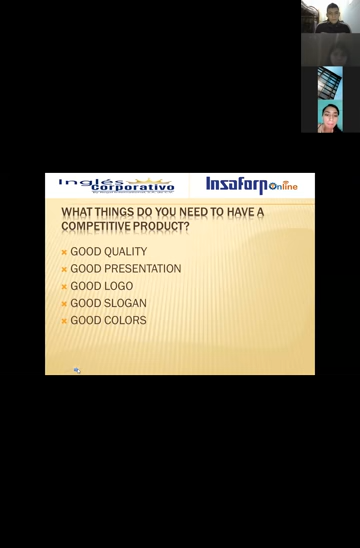 Inglés
Corporativo
Insaforp Online
WHAT THINGS DO YOU NEED TO HAVE A
COMPETITIVE PRODUCT?
GOOD QUALITY
GOOD PRESENTATION
GOOD LOGO
GOOD SLOGAN
GOOD COLORS